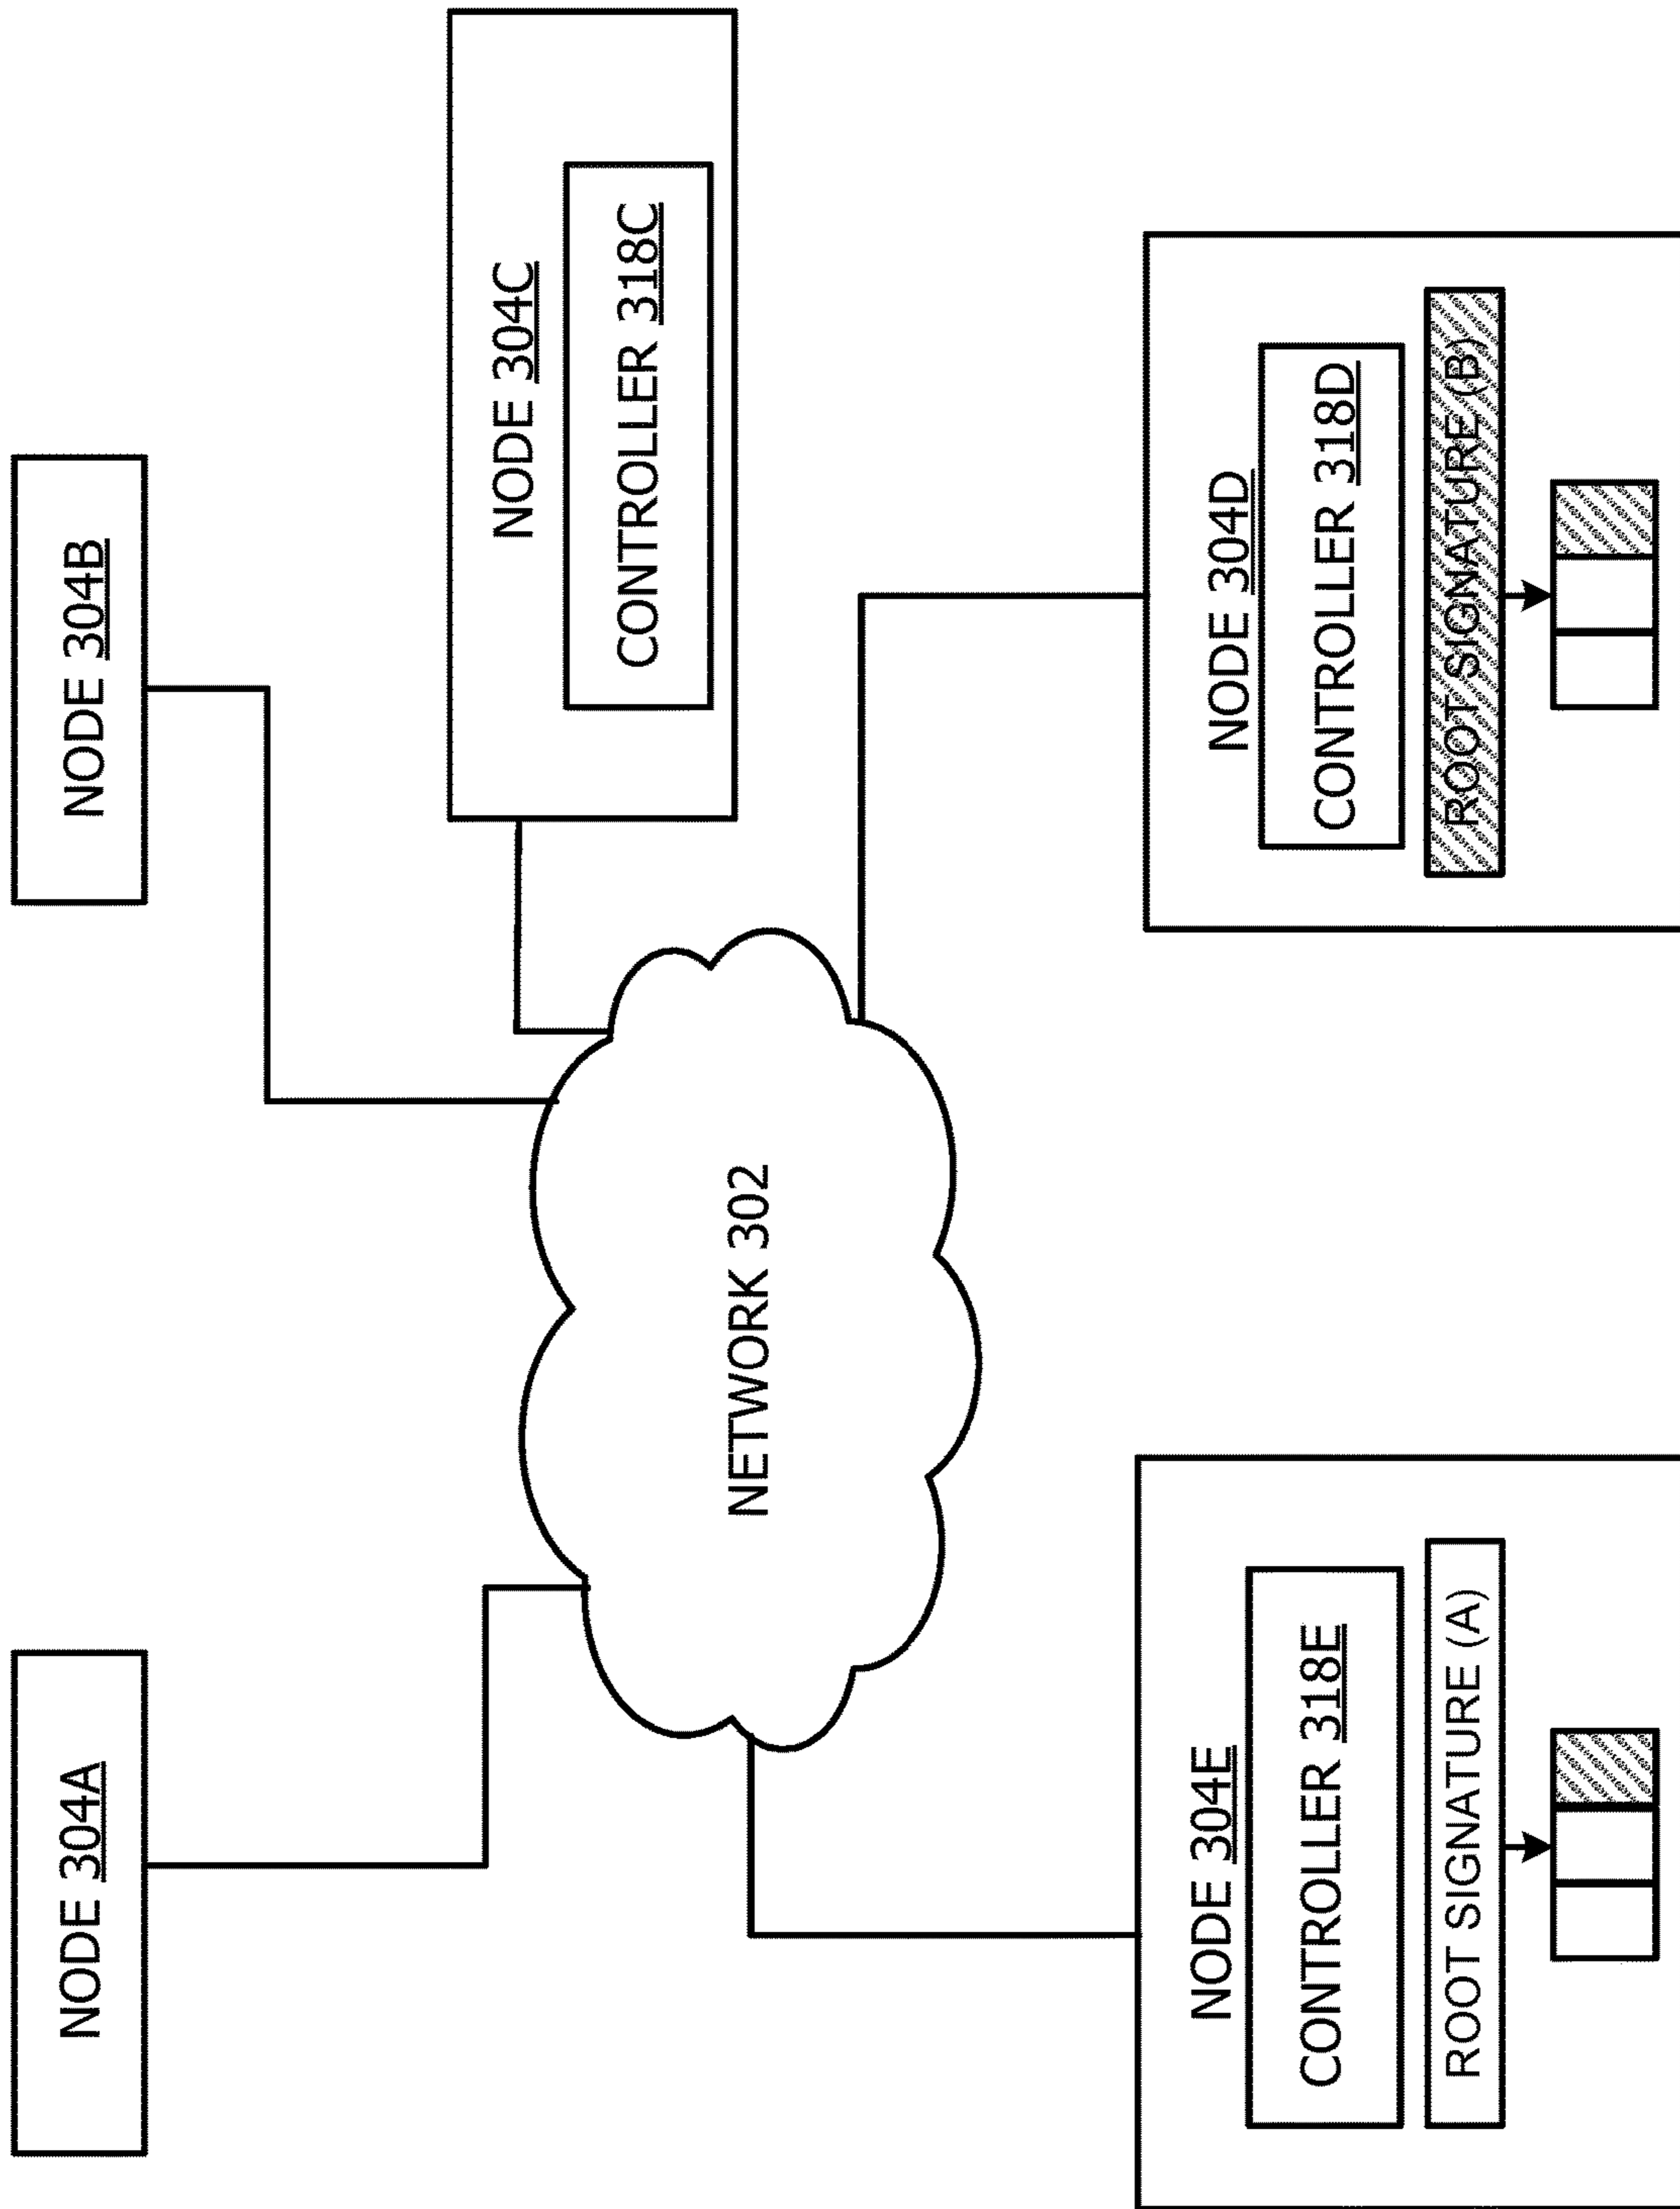 NODE 304A
NODE 304B
NODE 304C
CONTROLLER 318C
NETWORK 302
NODE 304E
CONTROLLER 318E
ROOT SIGNATURE (A)
NODE 304D
CONTROLLER 318D
ROOT SIGNATURE (B)